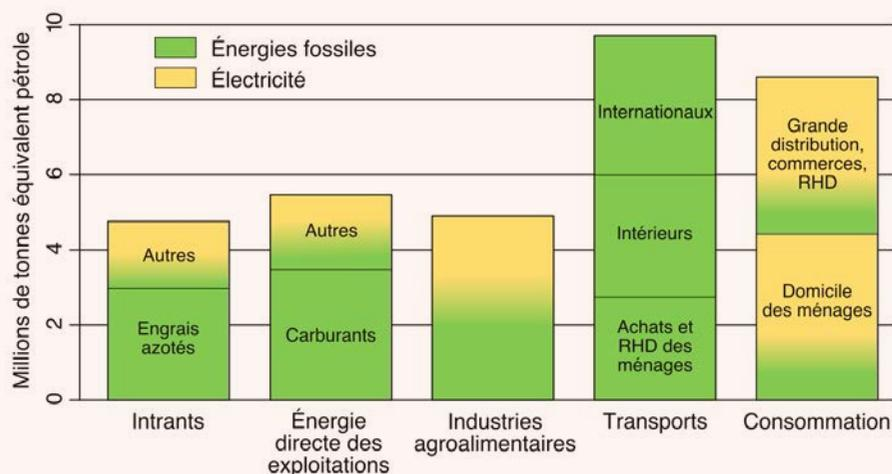 Millions de tonnes équivalent pétrole
10
8
6
4
2
0
Énergies fossiles
Électricité
Autres
Engrais
azotés
Autres
Carburants
Internationaux
Intérieurs
Achats et
RHD des
ménages
Grande
distribution,
commerces,
RHD
Domicile
des ménages
Intrants
Énergie
directe des
exploitations
Industries
agroalimentaires
Transports
Consommation